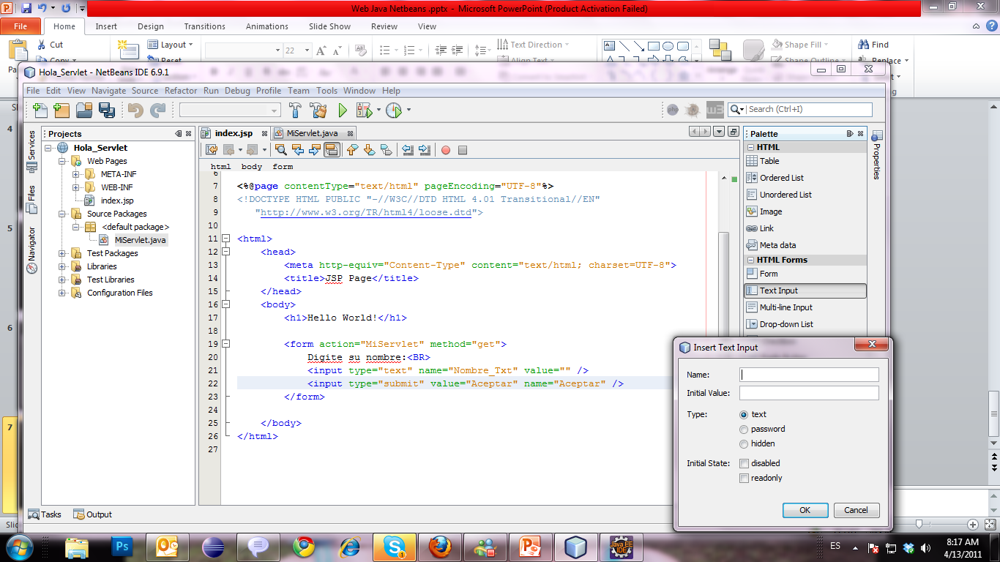 Web Java Netbeans .pptx - Microsoft PowerPoint (Product Activation Failed)
File Home Insert Design Transitions Animations Slide Show Review View
Cut Layout 22 Text Direction Shape Fill Find
Copy Reset Align Text Shape Outline Replace
Hola_Servlet - NetBeans IDE 6.9.1
File Edit View Navigate Source Refactor Run Debug Profile Team Tools Window Help
php w3 Search (Ctrl+I)
4
5
6
7
Services
Files
Navigator
Projects
Hola_Servlet
Web Pages
META-INF
WEB-INF
index.jsp
Source Packages
<default package>
MiServlet.java
Test Packages
Libraries
Test Libraries
Configuration Files
index.jsp MiServlet.java
html body form
6
7 <%@page contentType="text/html" pageEncoding="UTF-8"%>
8 <!DOCTYPE HTML PUBLIC "-//W3C//DTD HTML 4.01 Transitional//EN"
9 "http://www.w3.org/TR/html4/loose.dtd">
10
11 <html>
12 <head>
13 <meta http-equiv="Content-Type" content="text/html; charset=UTF-8">
14 <title>JSP Page</title>
15 </head>
16 <body>
17 <h1>Hello World!</h1>
18
19 <form action="MiServlet" method="get">
20 Digite su nombre:<BR>
21 <input type="text" name="Nombre_Txt" value="" />
22 <input type="submit" value="Aceptar" name="Aceptar" />
23 </form>
24
25 </body>
26 </html>
27
Palette
HTML
Table
Ordered List
Unordered List
Image
Link
Meta data
HTML Forms
Form
Text Input
Multi-line Input
Drop-down List
Properties
Insert Text Input
Name:
Initial Value:
Type: text
password
hidden
Initial State: disabled
readonly
OK Cancel
Tasks Output
Ps
Java EE
IDE
ES
8:17 AM
4/13/2011